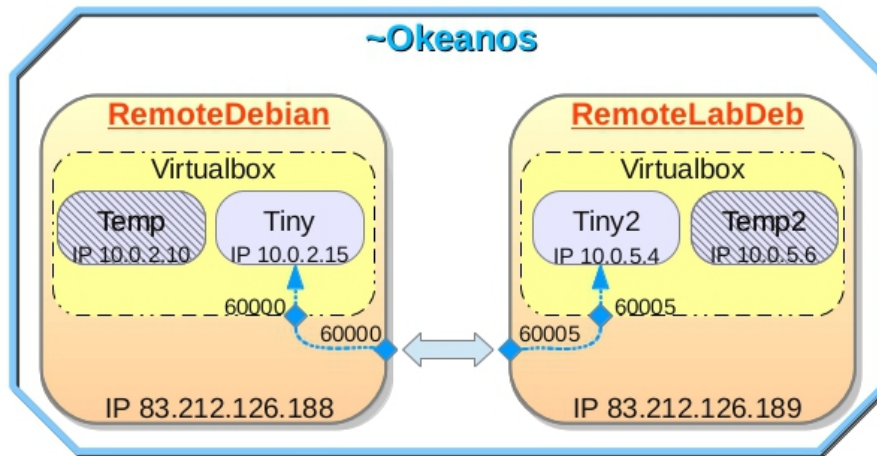 ~Okeanos
RemoteDebian
Virtualbox
Temp
IP 10.0.2.10
Tiny
IP 10.0.2.15
60000
60000
IP 83.212.126.188
RemoteLabDeb
Virtualbox
Tiny2
IP 10.0.5.4
Temp2
IP 10.0.5.6
60005
60005
IP 83.212.126.189